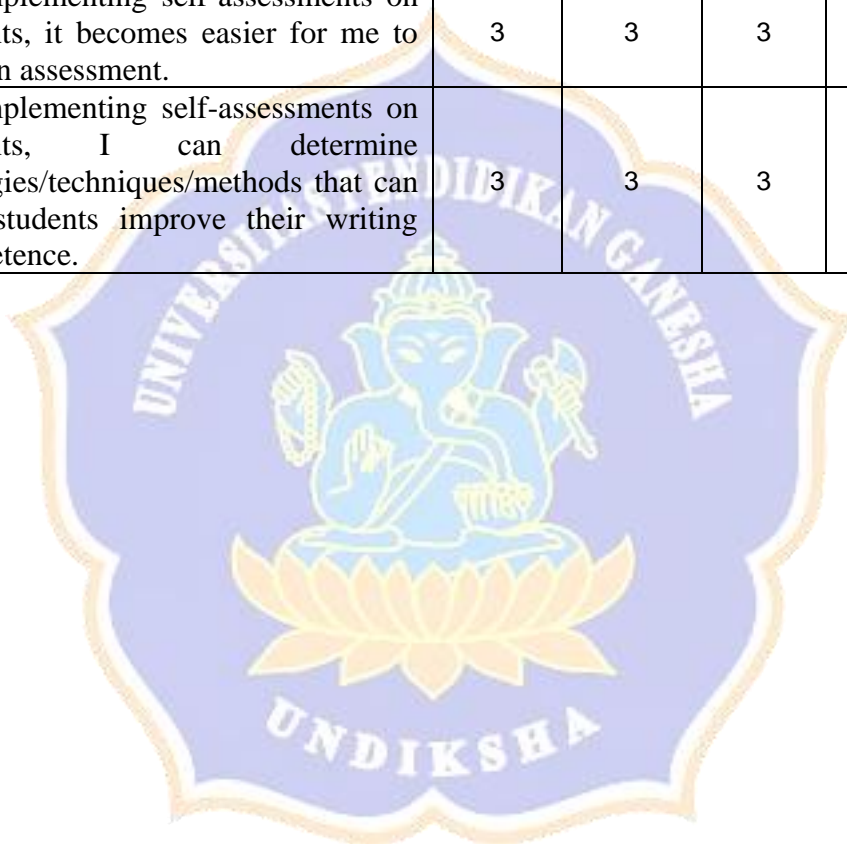 plementing self-assessments on
ts, it becomes easier for me to
n assessment.
3 3 3
mplementing self-assessments on
ts, I can determine
gies/techniques/methods that can
students improve their writing
etence.
3 3 3
UNIVERSITAS PENDIDIKAN GANESHA
UNDIKSHA